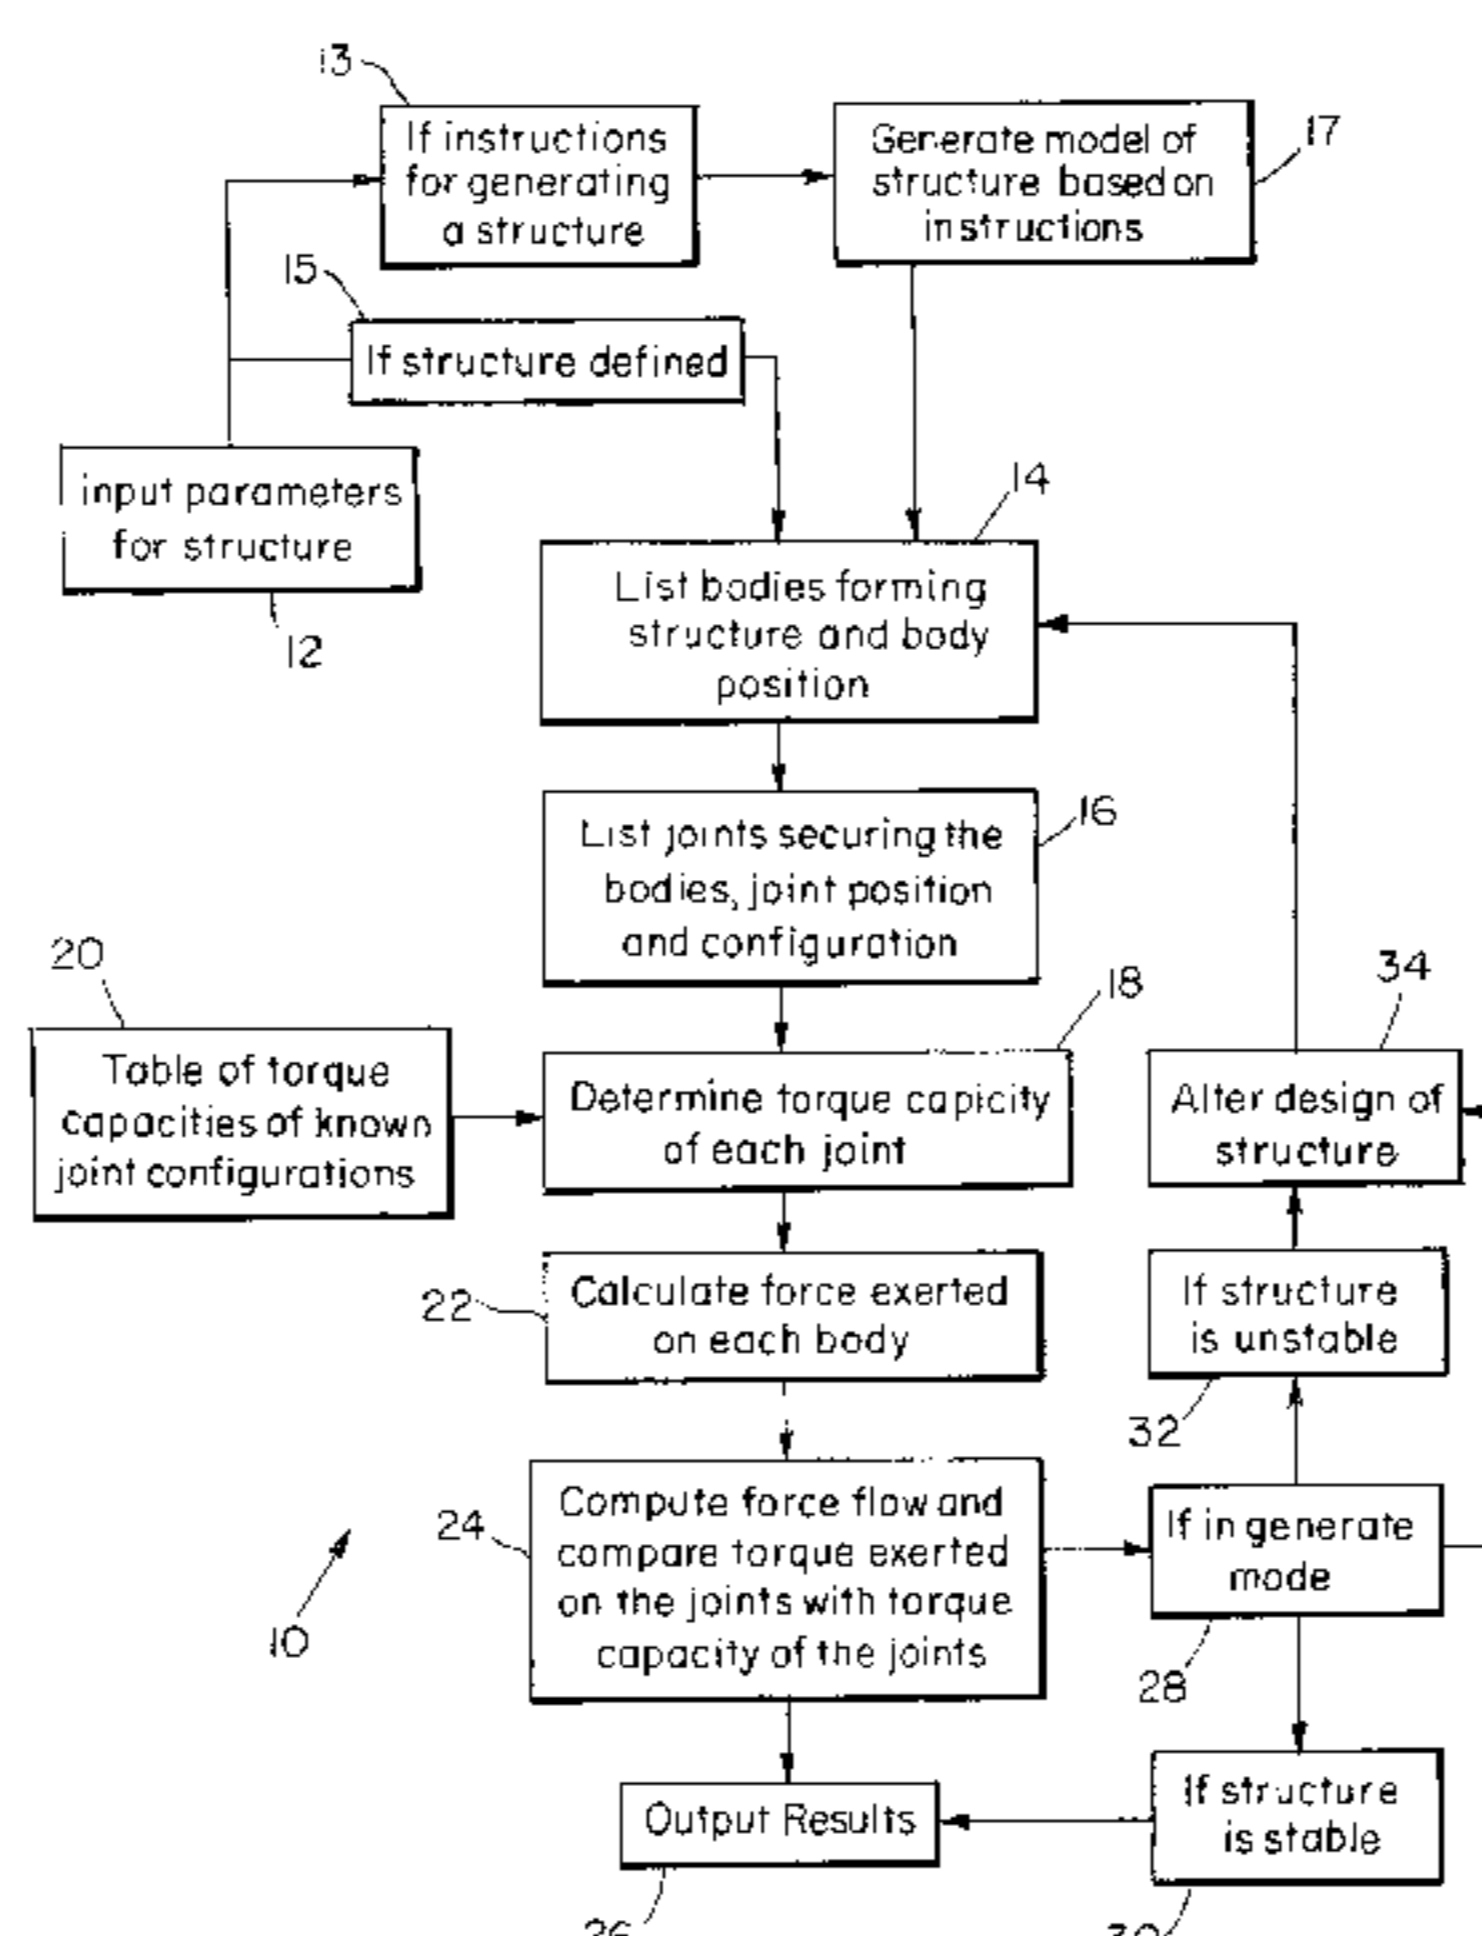 13
If instructions
for generating
a structure
Generate model of
structure based on
instructions
17
15
If structure defined
input parameters
for structure
12
14
List bodies forming
structure and body
position
16
List joints securing the
bodies, joint position
and configuration
20
Table of torque
capacities of known
joint configurations
18
Determine torque capicity
of each joint
34
Alter design of
structure
22
Calculate force exerted
on each body
If structure
is unstable
32
24
Compute force flow and
compare torque exerted
on the joints with torque
capacity of the joints
If in generate
mode
28
10
Output Results
If structure
is stable